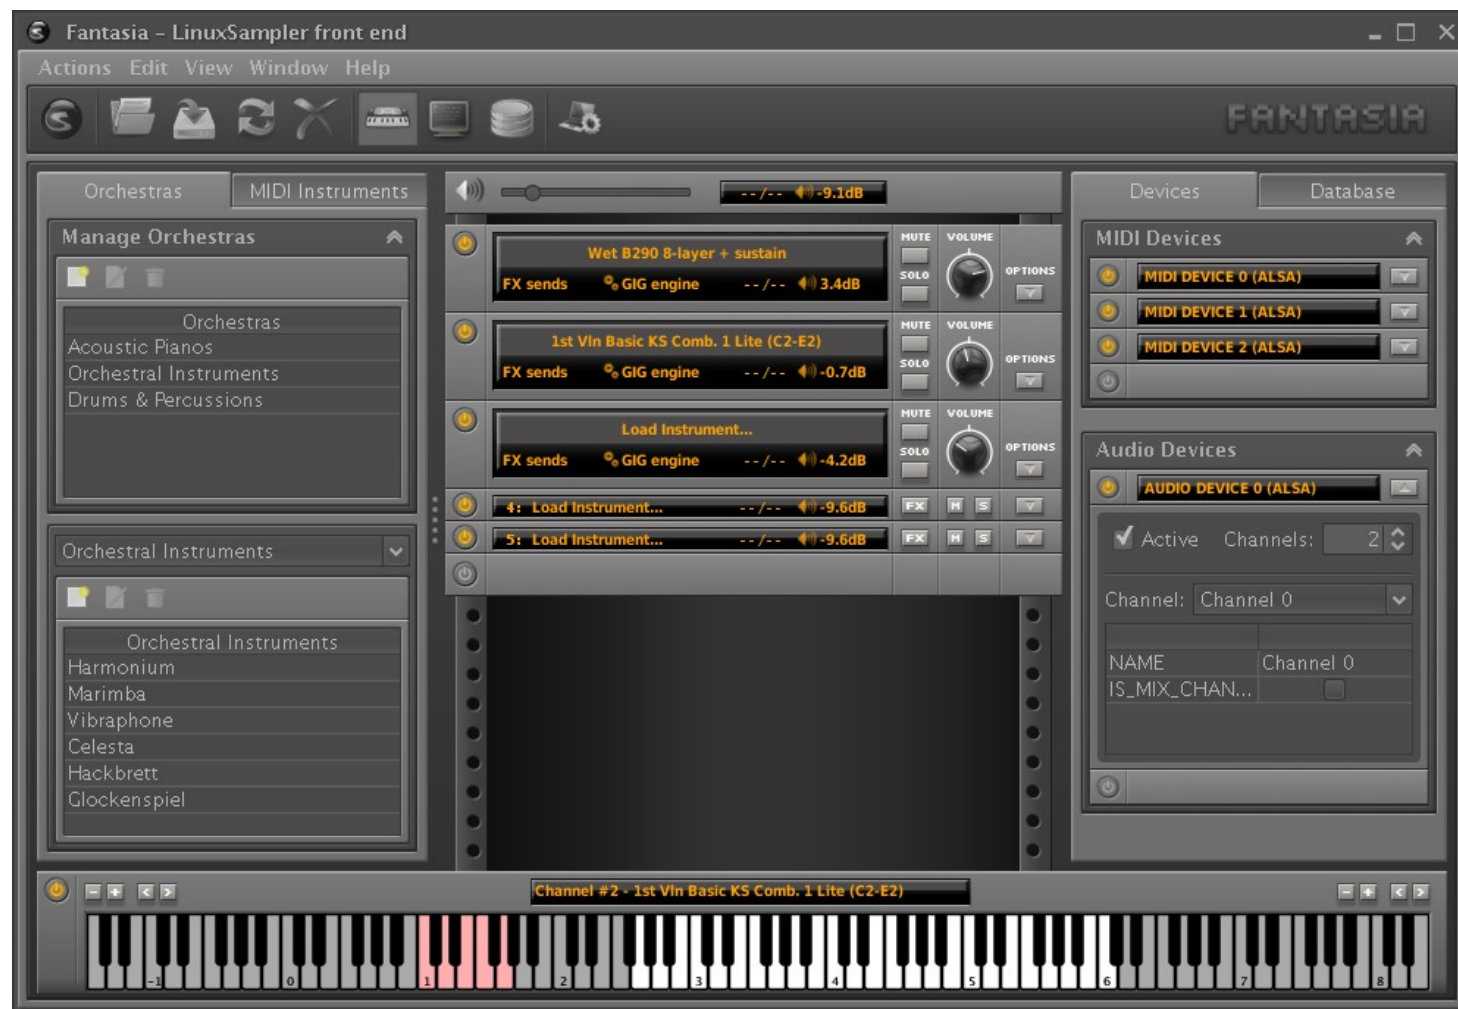 Fantasia – LinuxSampler front end
Actions Edit View Window Help
FANTASIA
Orchestras MIDI Instruments
Manage Orchestras
Orchestras
Acoustic Pianos
Orchestral Instruments
Drums & Percussions
Orchestral Instruments
Orchestral Instruments
Harmonium
Marimba
Vibraphone
Celesta
Hackbrett
Glockenspiel
--/-- -9.1dB
Wet B290 8-layer + sustain
FX sends GIG engine --/-- 3.4dB
MUTE VOLUME
SOLO OPTIONS
1st Vln Basic KS Comb. 1 Lite (C2-E2)
FX sends GIG engine --/-- -0.7dB
MUTE VOLUME
SOLO OPTIONS
Load Instrument...
FX sends GIG engine --/-- -4.2dB
MUTE VOLUME
SOLO OPTIONS
4: Load Instrument... --/-- -9.6dB FX M S
5: Load Instrument... --/-- -9.6dB FX M S
Devices Database
MIDI Devices
MIDI DEVICE 0 (ALSA)
MIDI DEVICE 1 (ALSA)
MIDI DEVICE 2 (ALSA)
Audio Devices
AUDIO DEVICE 0 (ALSA)
Active Channels: 2
Channel: Channel 0
NAME Channel 0
IS_MIX_CHAN...
Channel #2 - 1st Vln Basic KS Comb. 1 Lite (C2-E2)
-1 0 1 2 3 4 5 6 7 8